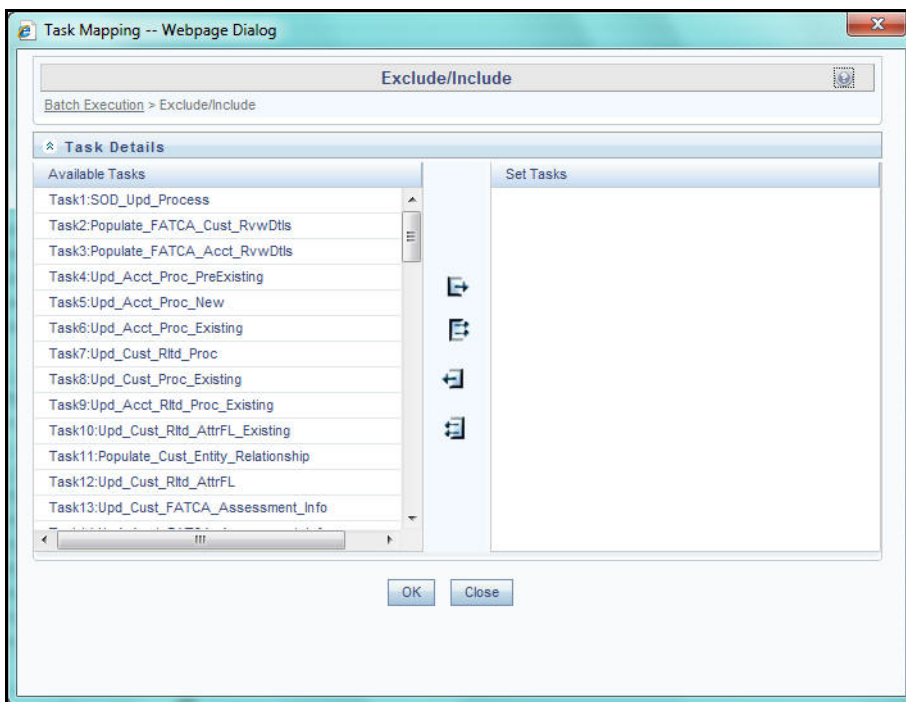 Task Mapping -- Webpage Dialog
Exclude/Include
Batch Execution > Exclude/Include
Task Details
Available Tasks
Set Tasks
Task1:SOD_Upd_Process
Task2:Populate_FATCA_Cust_RvwDtls
Task3:Populate_FATCA_Acct_RvwDtls
Task4:Upd_Acct_Proc_PreExisting
Task5:Upd_Acct_Proc_New
Task6:Upd_Acct_Proc_Existing
Task7:Upd_Cust_Rltd_Proc
Task8:Upd_Cust_Proc_Existing
Task9:Upd_Acct_Rltd_Proc_Existing
Task10:Upd_Cust_Rltd_AttrFL_Existing
Task11:Populate_Cust_Entity_Relationship
Task12:Upd_Cust_Rltd_AttrFL
Task13:Upd_Cust_FATCA_Assessment_Info
OK
Close